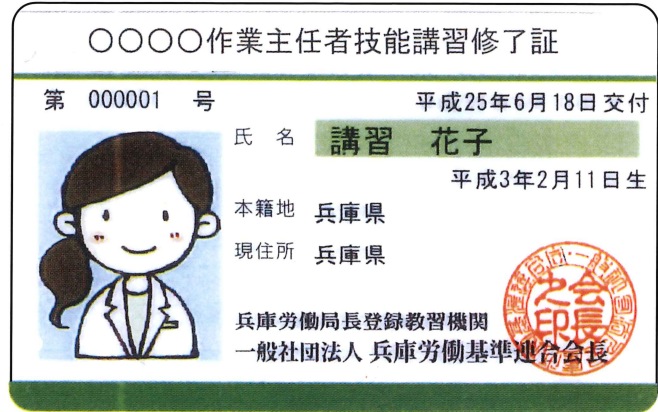 〇〇〇〇作業主任者技能講習修了証
第 000001 号
平成25年6月18日交付
氏 名 講習 花子
平成3年2月11日生
本籍地 兵庫県
現住所 兵庫県
兵庫労働局長登録教習機関
一般社団法人 兵庫労働基準連合会長
会長之印